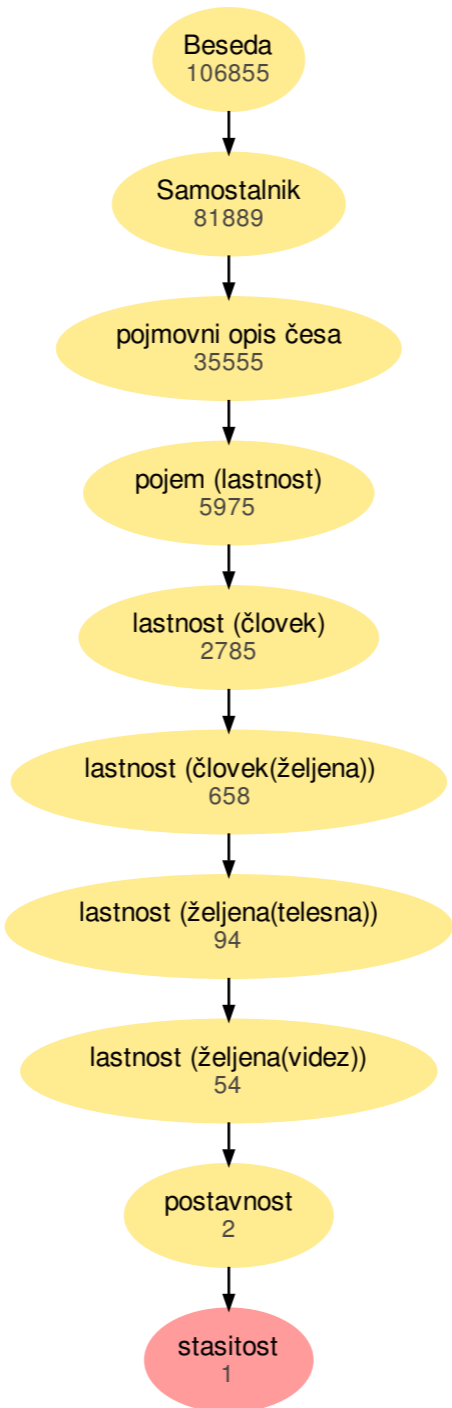 Beseda
106855
Samostalnik
81889
pojmovni opis česa
35555
pojem (lastnost)
5975
lastnost (človek)
2785
lastnost (človek(željena))
658
lastnost (željena(telesna))
94
lastnost (željena(videz))
54
postavnost
2
stasitost
1